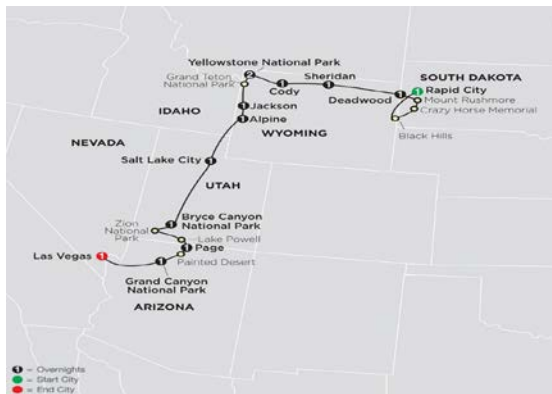 Yellowstone National Park
2
Grand Teton
National Park
Cody
1
Sheridan
1
SOUTH DAKOTA
1
Rapid City
Deadwood
1
Mount Rushmore
Crazy Horse Memorial
Black Hills
IDAHO
1
Jackson
1
Alpine
WYOMING
NEVADA
Salt Lake City
1
UTAH
1
Bryce Canyon
National Park
Zion
National
Park
Lake Powell
1
Page
Las Vegas
1
Painted Desert
1
Grand Canyon
National Park
ARIZONA
1 = Overnights
= Start City
= End City